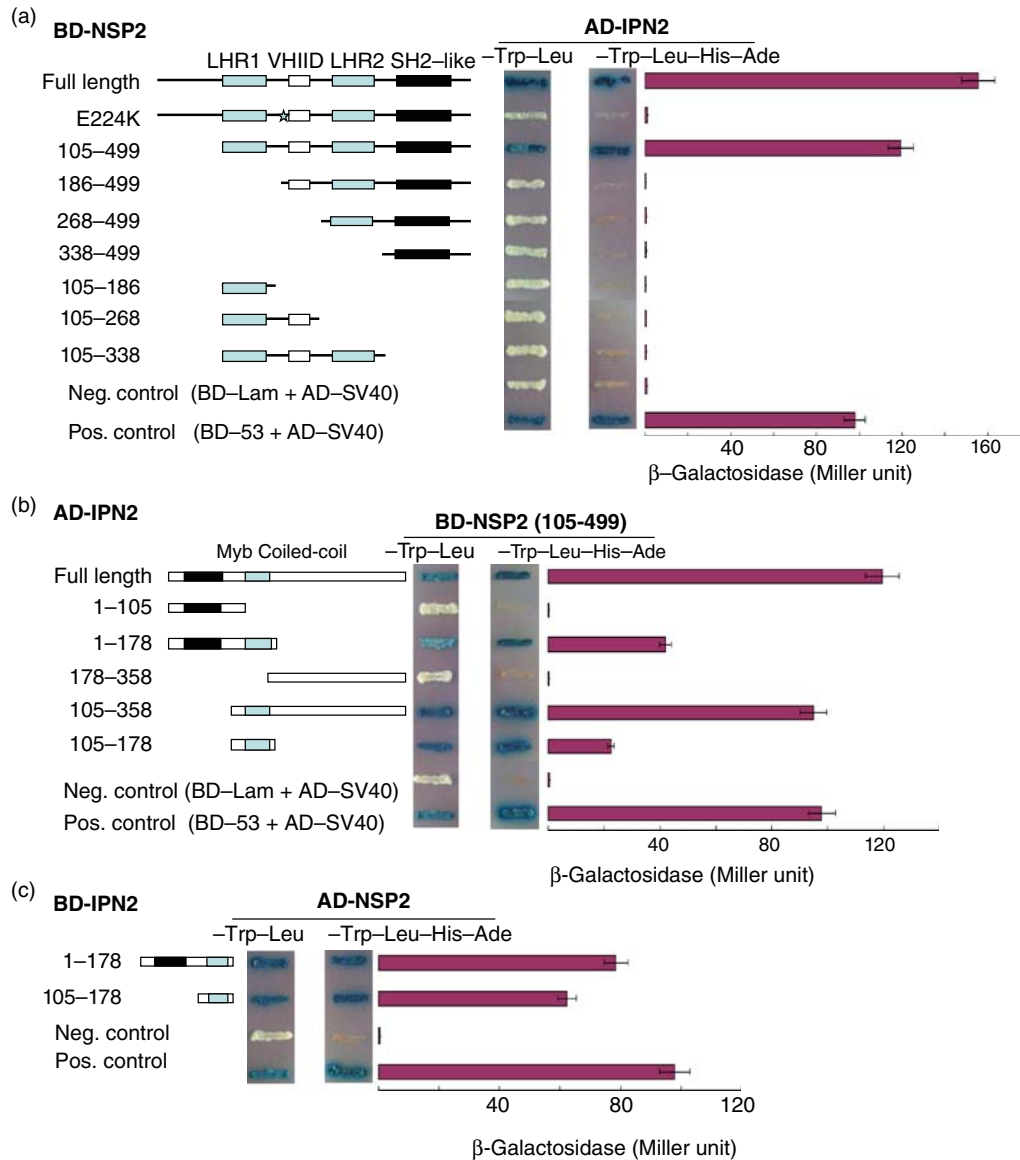 (a)
BD-NSP2
AD-IPN2
LHR1 VHIID LHR2 SH2–like
–Trp–Leu
–Trp–Leu–His–Ade
Full length
E224K
105–499
186–499
268–499
338–499
105–186
105–268
105–338
Neg. control (BD–Lam + AD–SV40)
Pos. control (BD–53 + AD–SV40)
40 80 120 160
β–Galactosidase (Miller unit)
(b)
AD-IPN2
BD-NSP2 (105-499)
Myb Coiled-coil
–Trp–Leu
–Trp–Leu–His–Ade
Full length
1–105
1–178
178–358
105–358
105–178
Neg. control (BD–Lam + AD–SV40)
Pos. control (BD–53 + AD–SV40)
40 80 120
β-Galactosidase (Miller unit)
(c)
BD-IPN2
AD-NSP2
–Trp–Leu
–Trp–Leu–His–Ade
1–178
105–178
Neg. control
Pos. control
40 80 120
β-Galactosidase (Miller unit)